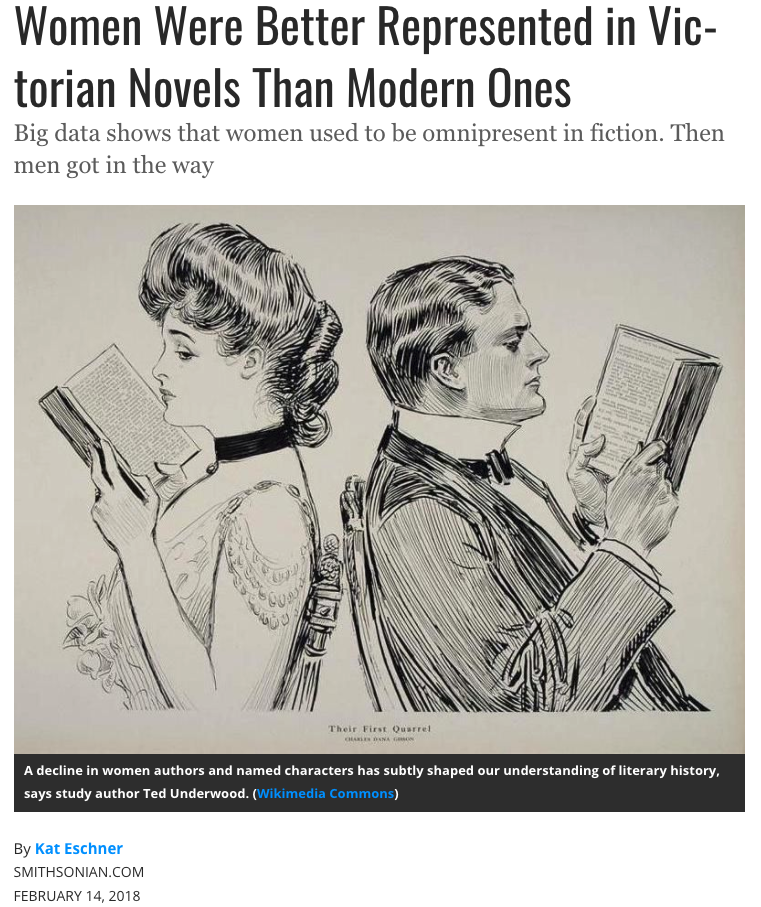 Women Were Better Represented in Vic-
torian Novels Than Modern Ones
Big data shows that women used to be omnipresent in fiction. Then
men got in the way
Their First Quarrel
CHARLES DANA GIBSON
A decline in women authors and named characters has subtly shaped our understanding of literary history,
says study author Ted Underwood. (Wikimedia Commons)
By Kat Eschner
SMITHSONIAN.COM
FEBRUARY 14, 2018